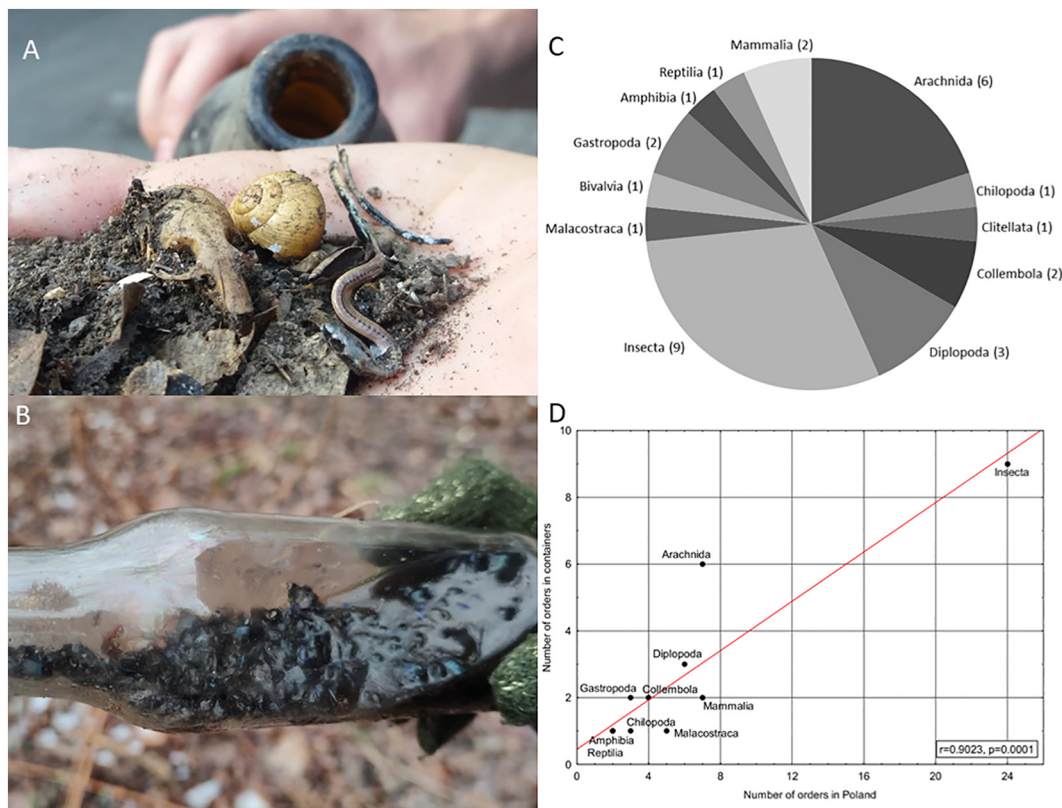 A
B
C
Mammalia (2)
Reptilia (1)
Amphibia (1)
Gastropoda (2)
Bivalvia (1)
Malacostraca (1)
Insecta (9)
Arachnida (6)
Chilopoda (1)
Clitellata (1)
Collembola (2)
Diplopoda (3)
D
Number of orders in containers
10
8
6
4
2
0
Insecta
Arachnida
Diplopoda
Gastropoda
Collembola
Mammalia
Chilopoda
Malacostraca
Amphibia
Reptilia
r=0.9023, p=0.0001
0 4 8 12 16 20 24
Number of orders in Poland